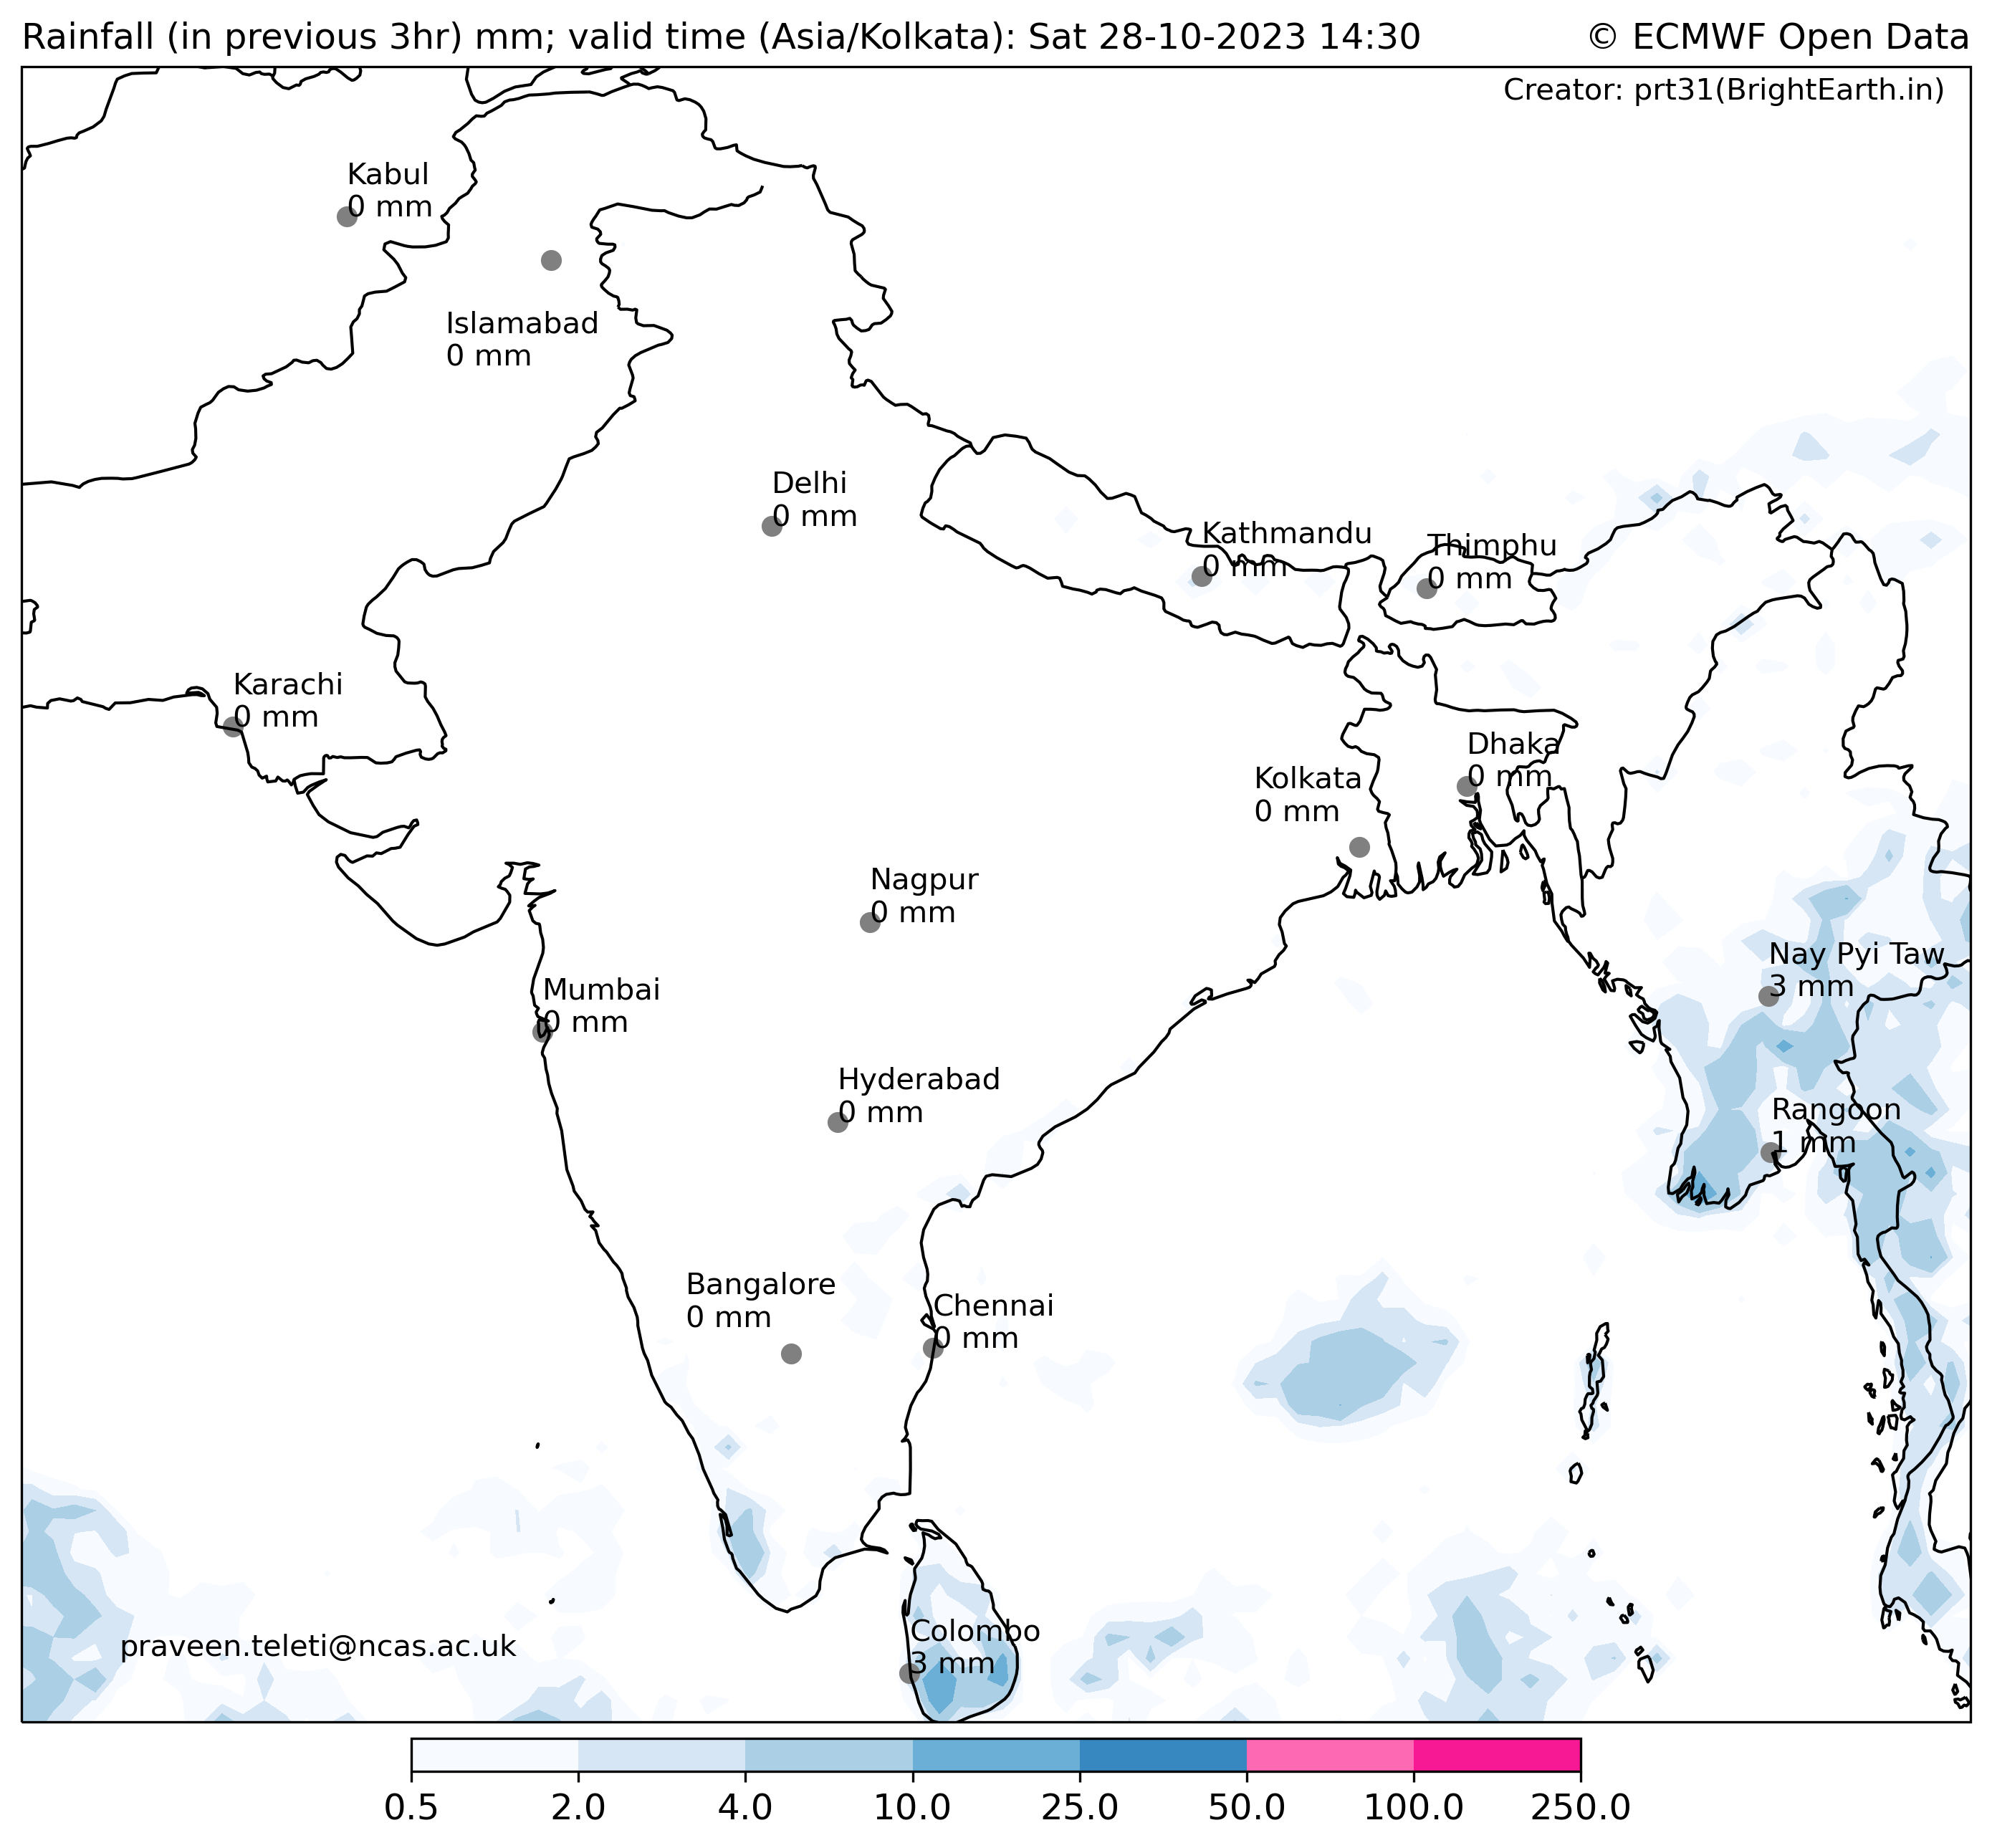 Rainfall (in previous 3hr) mm; valid time (Asia/Kolkata): Sat 28-10-2023 14:30
© ECMWF Open Data
Creator: prt31(BrightEarth.in)
Kabul
0 mm
Islamabad
0 mm
Delhi
0 mm
Kathmandu
0 mm
Thimphu
0 mm
Karachi
0 mm
Dhaka
0 mm
Kolkata
0 mm
Nagpur
0 mm
Nay Pyi Taw
3 mm
Mumbai
0 mm
Hyderabad
0 mm
Rangoon
1 mm
Bangalore
0 mm
Chennai
0 mm
Colombo
3 mm
praveen.teleti@ncas.ac.uk
0.5 2.0 4.0 10.0 25.0 50.0 100.0 250.0